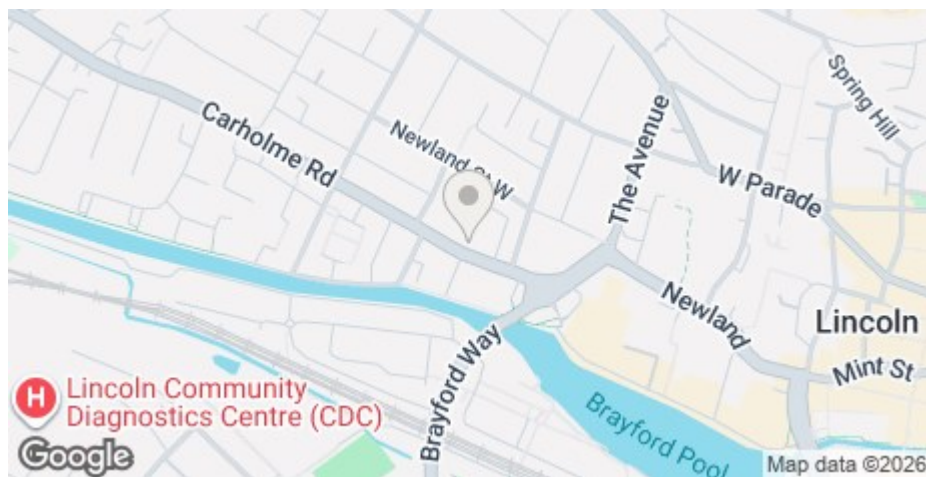 Spring Hill
Carholme Rd
Newland St W
The Avenue
W Parade
Newland
Lincoln
Mint St
Brayford Way
Brayford Pool
Lincoln Community
Diagnostics Centre (CDC)
H
Google
Map data ©2026